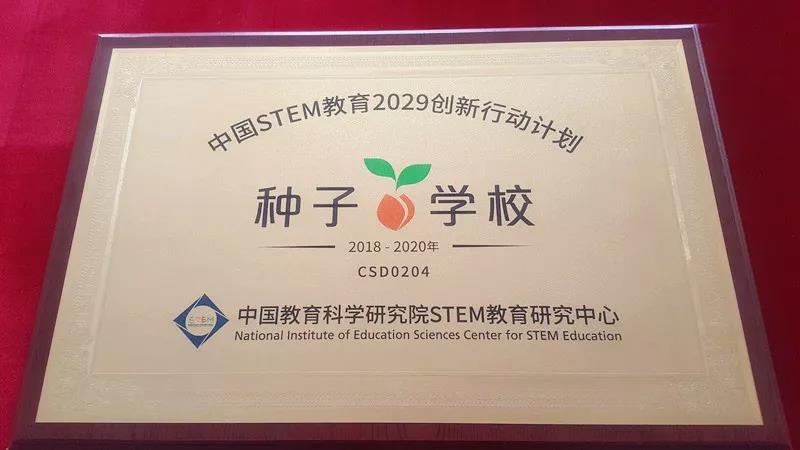 中国STEM教育2029创新行动计划
种子学校
2018 - 2020年
CSD0204
STEM
中国教育科学研究院STEM教育研究中心
National Institute of Education Sciences Center for STEM Education